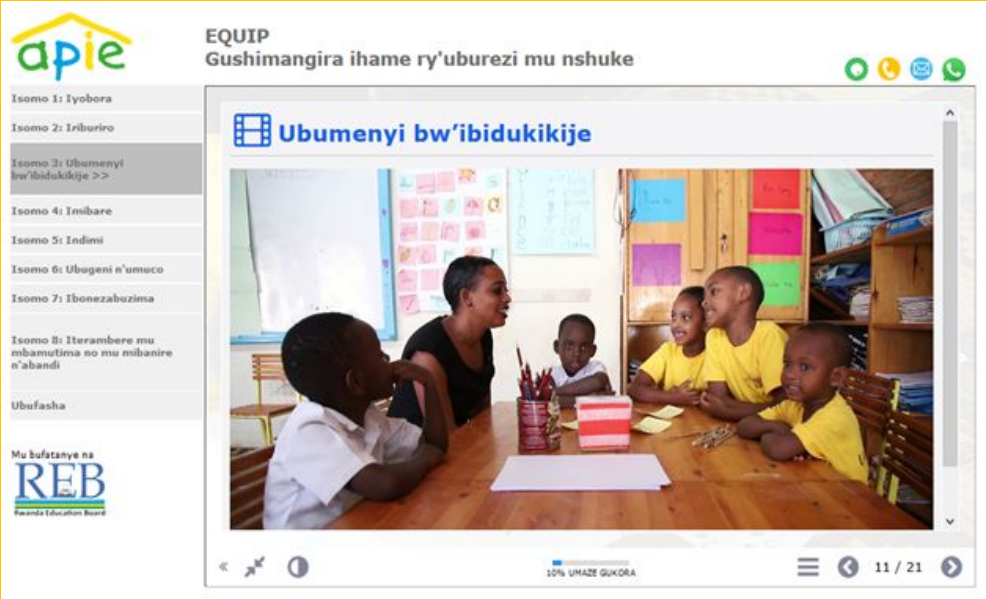 apie
EQUIP
Gushimangira ihame ry'uburezi mu nshuke
Isomo 1: Iyobora
Isomo 2: Iriburiro
Isomo 3: Ubumenyi
bw'ibidukikije >>
Isomo 4: Imibare
Isomo 5: Indimi
Isomo 6: Ubugeni n'umuco
Isomo 7: Ibonezabuzima
Isomo 8: Iterambere mu
mbamutima no mu mibanire
n'abandi
Ubufasha
Mu bufatanye na
REB
Rwanda Education Board
Ubumenyi bw'ibidukikije
10% UMAZE GUKORA
11 / 21